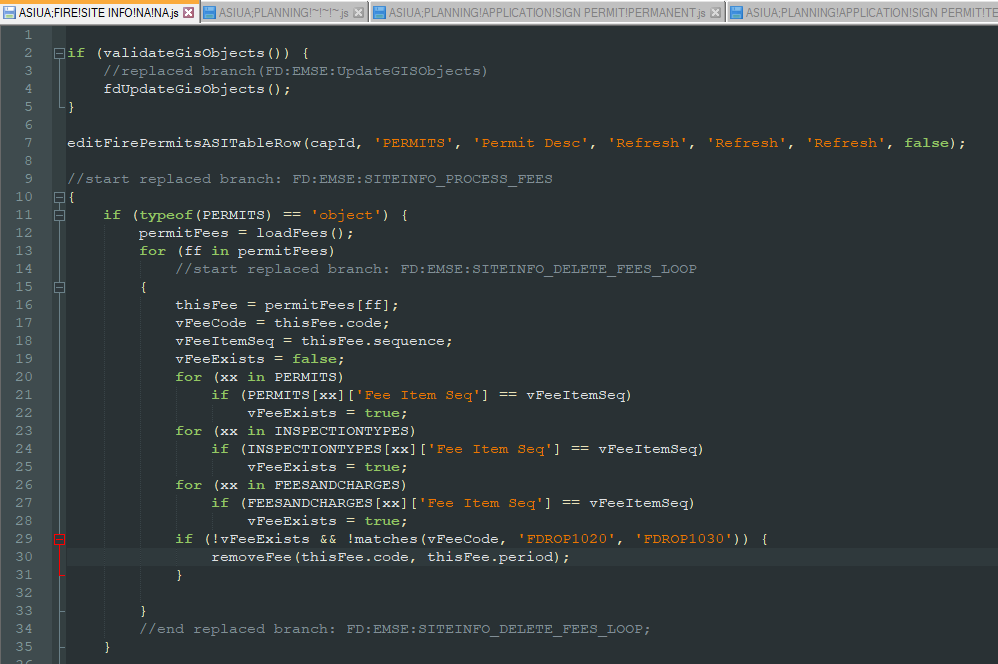 ASIUA;FIRE!SITE INFO!NA!NA.js ASIUA;PLANNING!~!~!~.js ASIUA;PLANNING!APPLICATION!SIGN PERMIT!PERMANENT.js ASIUA;PLANNING!APPLICATION!SIGN PERMIT!TE
1
2 if (validateGisObjects()) {
3 //replaced branch(FD:EMSE:UpdateGISObjects)
4 fdUpdateGisObjects();
5 }
6
7 editFirePermitsASITableRow(capId, 'PERMITS', 'Permit Desc', 'Refresh', 'Refresh', 'Refresh', false);
8
9 //start replaced branch: FD:EMSE:SITEINFO_PROCESS_FEES
10 {
11 if (typeof(PERMITS) == 'object') {
12 permitFees = loadFees();
13 for (ff in permitFees)
14 //start replaced branch: FD:EMSE:SITEINFO_DELETE_FEES_LOOP
15 {
16 thisFee = permitFees[ff];
17 vFeeCode = thisFee.code;
18 vFeeItemSeq = thisFee.sequence;
19 vFeeExists = false;
20 for (xx in PERMITS)
21 if (PERMITS[xx]['Fee Item Seq'] == vFeeItemSeq)
22 vFeeExists = true;
23 for (xx in INSPECTIONTYPES)
24 if (INSPECTIONTYPES[xx]['Fee Item Seq'] == vFeeItemSeq)
25 vFeeExists = true;
26 for (xx in FEESANDCHARGES)
27 if (FEESANDCHARGES[xx]['Fee Item Seq'] == vFeeItemSeq)
28 vFeeExists = true;
29 if (!vFeeExists && !matches(vFeeCode, 'FDROP1020', 'FDROP1030')) {
30 removeFee(thisFee.code, thisFee.period);
31 }
32
33 }
34 //end replaced branch: FD:EMSE:SITEINFO_DELETE_FEES_LOOP;
35 }